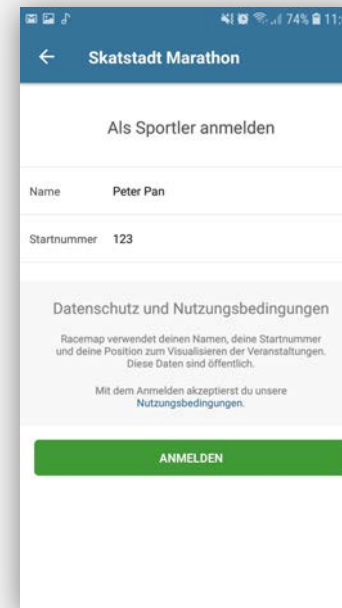 74% 11:
Skatstadt Marathon
Als Sportler anmelden
Name Peter Pan
Startnummer 123
Datenschutz und Nutzungsbedingungen
Racemap verwendet deinen Namen, deine Startnummer
und deine Position zum Visualisieren der Veranstaltungen.
Diese Daten sind öffentlich.
Mit dem Anmelden akzeptierst du unsere
Nutzungsbedingungen.
ANMELDEN